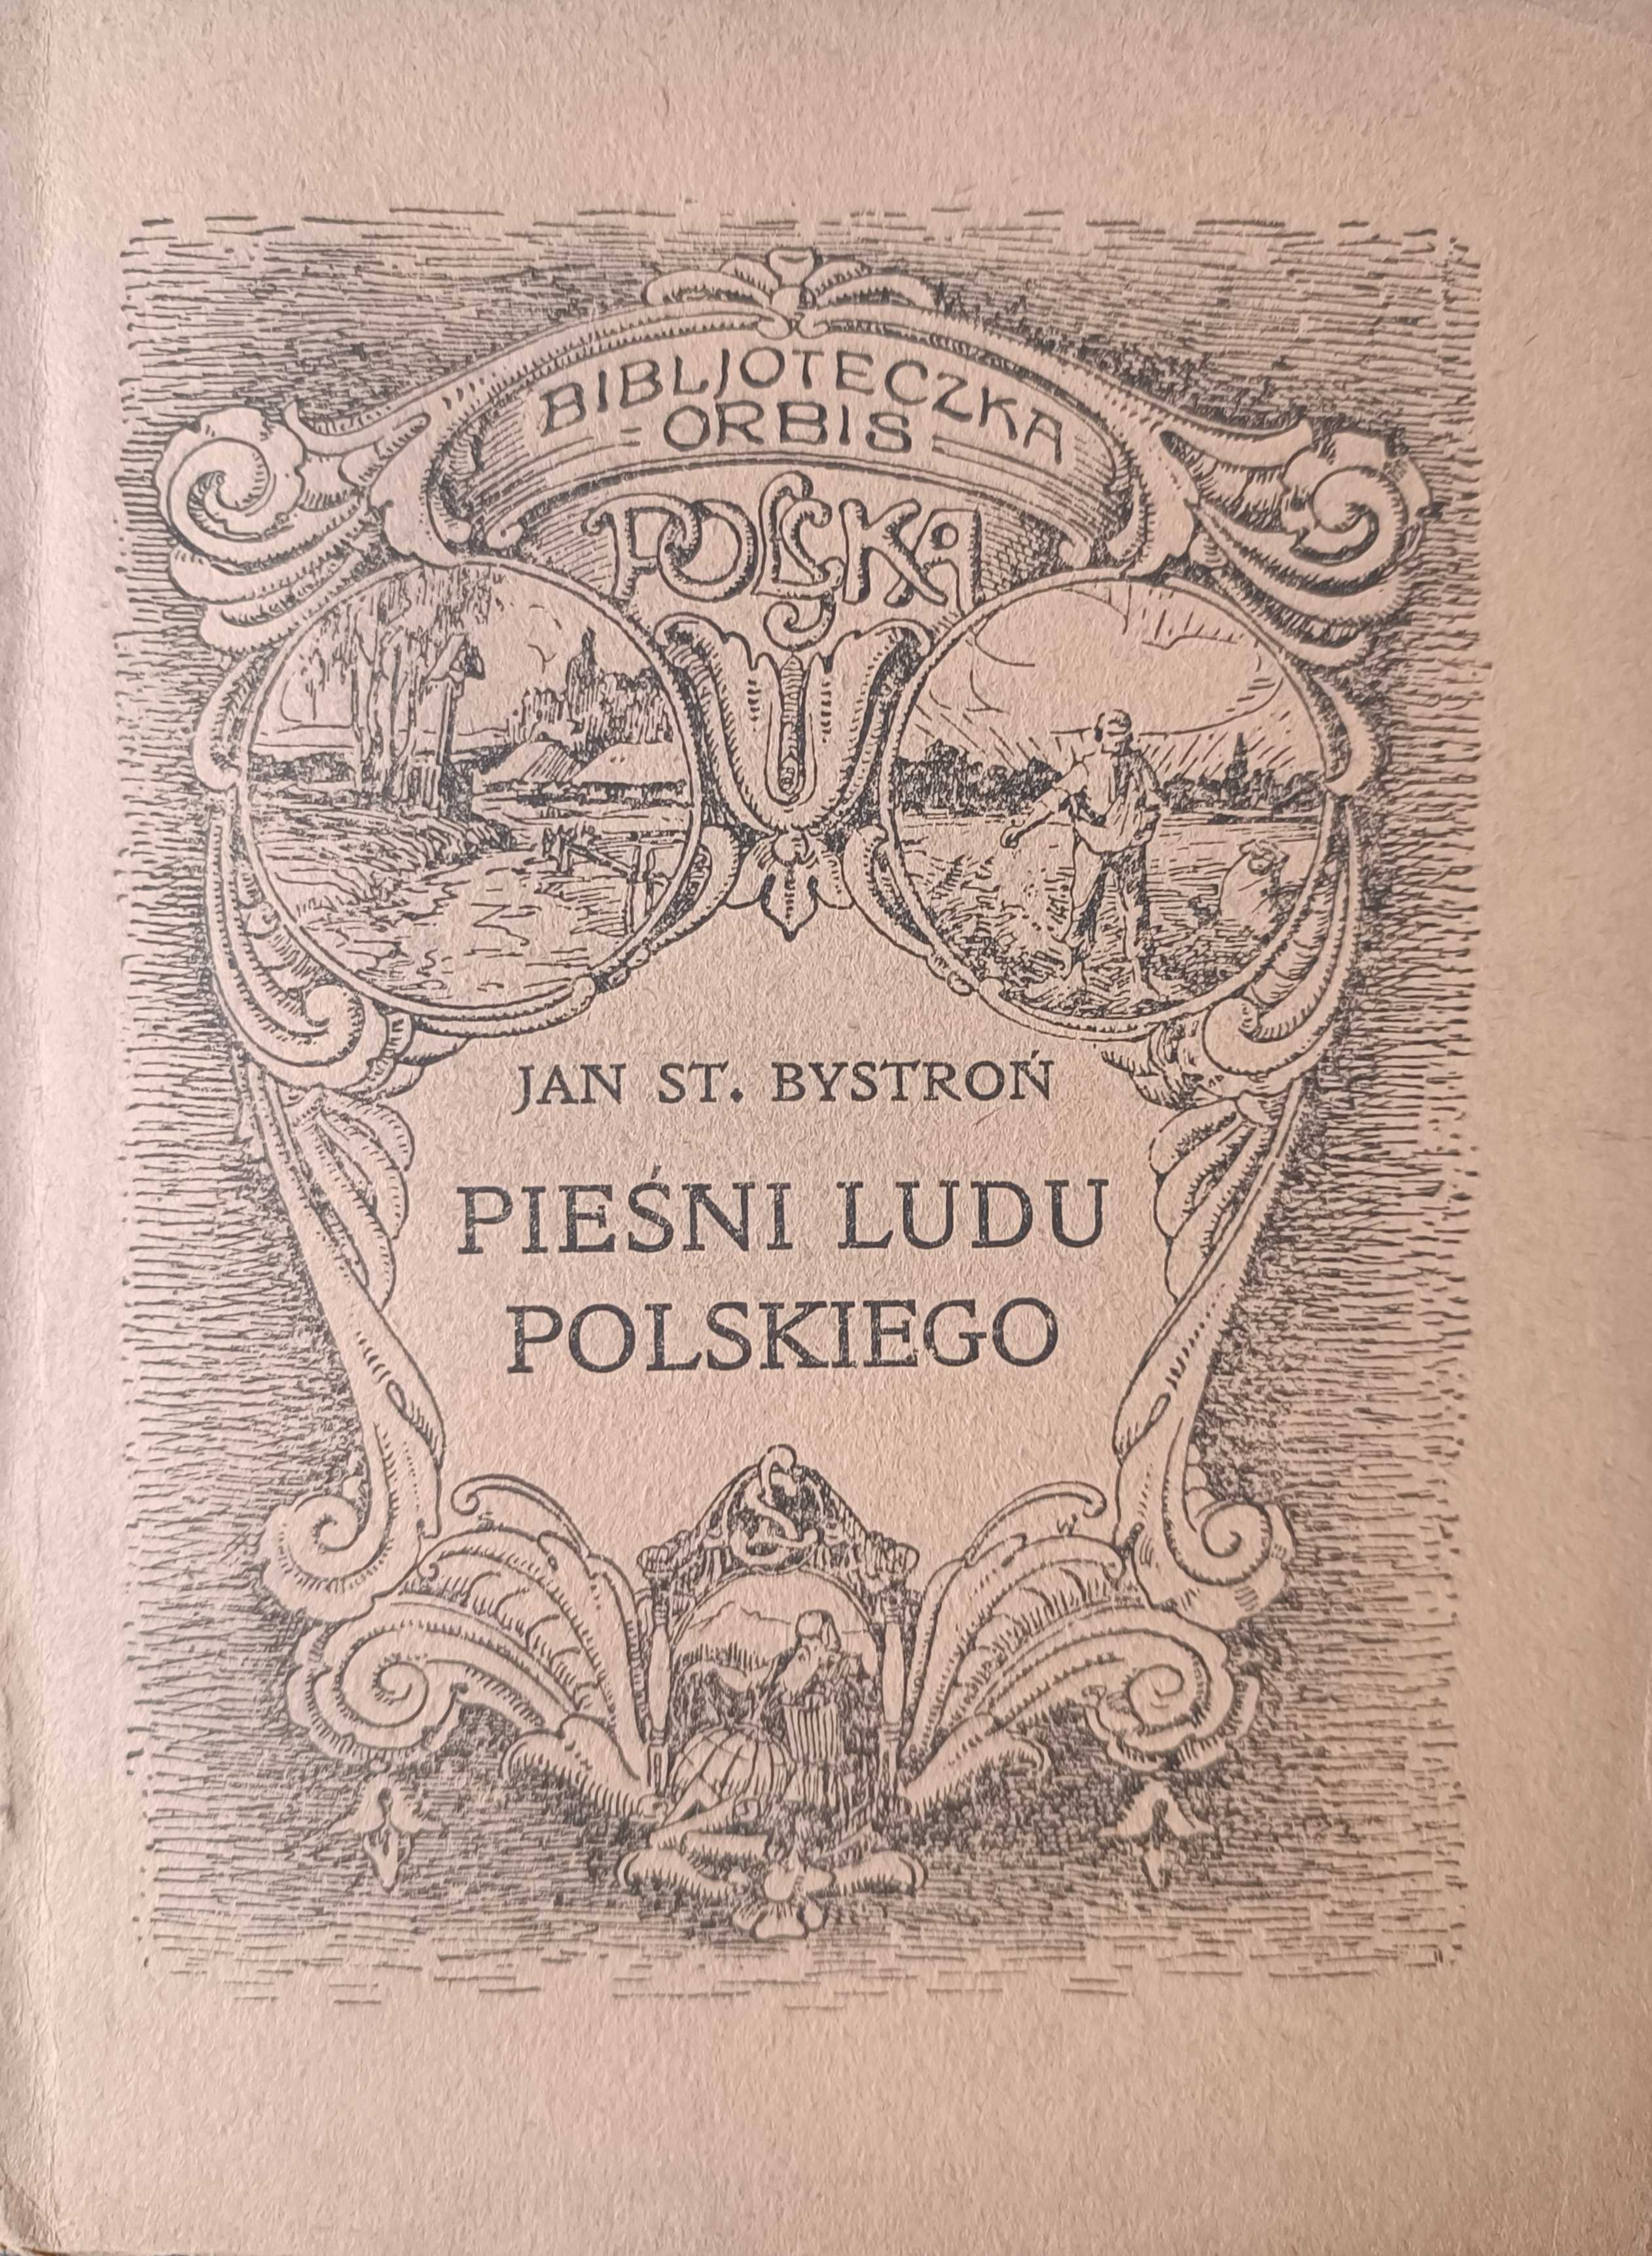 BIBLJOTECZKA
ORBIS
POLSKA
JAN ST. BYSTROŃ
PIEŚNI LUDU
POLSKIEGO